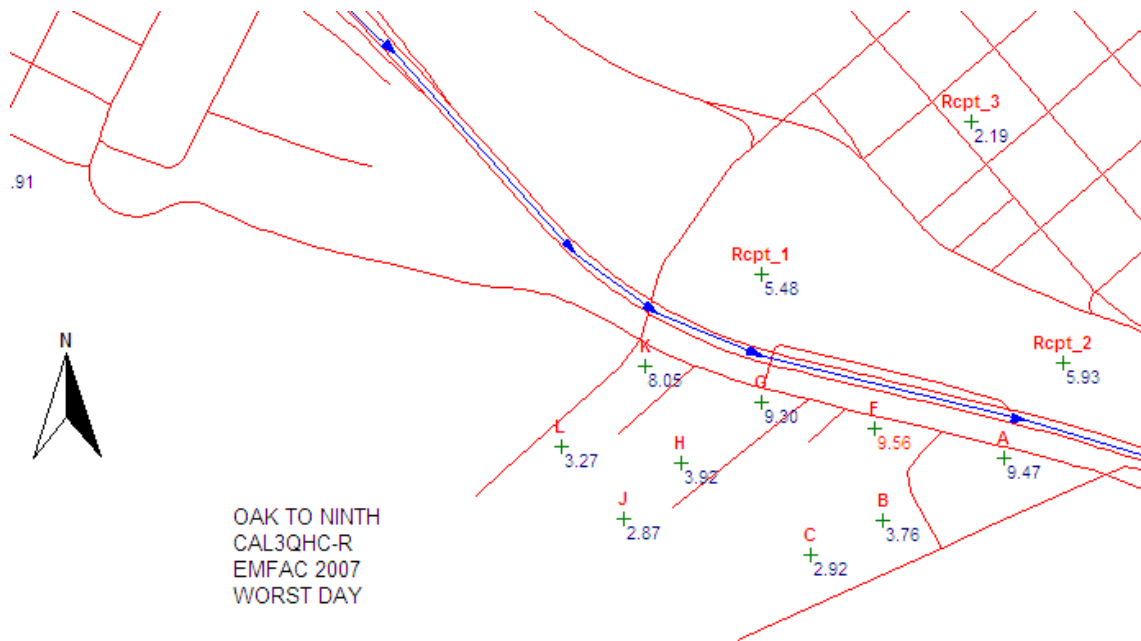 Rcpt_3
2.19
.91
Rcpt_1
5.48
N
K
8.05
Rcpt_2
5.93
G
9.30
F
9.56
A
9.47
L
3.27
H
3.92
J
2.87
B
3.76
C
2.92
OAK TO NINTH
CAL3QHC-R
EMFAC 2007
WORST DAY